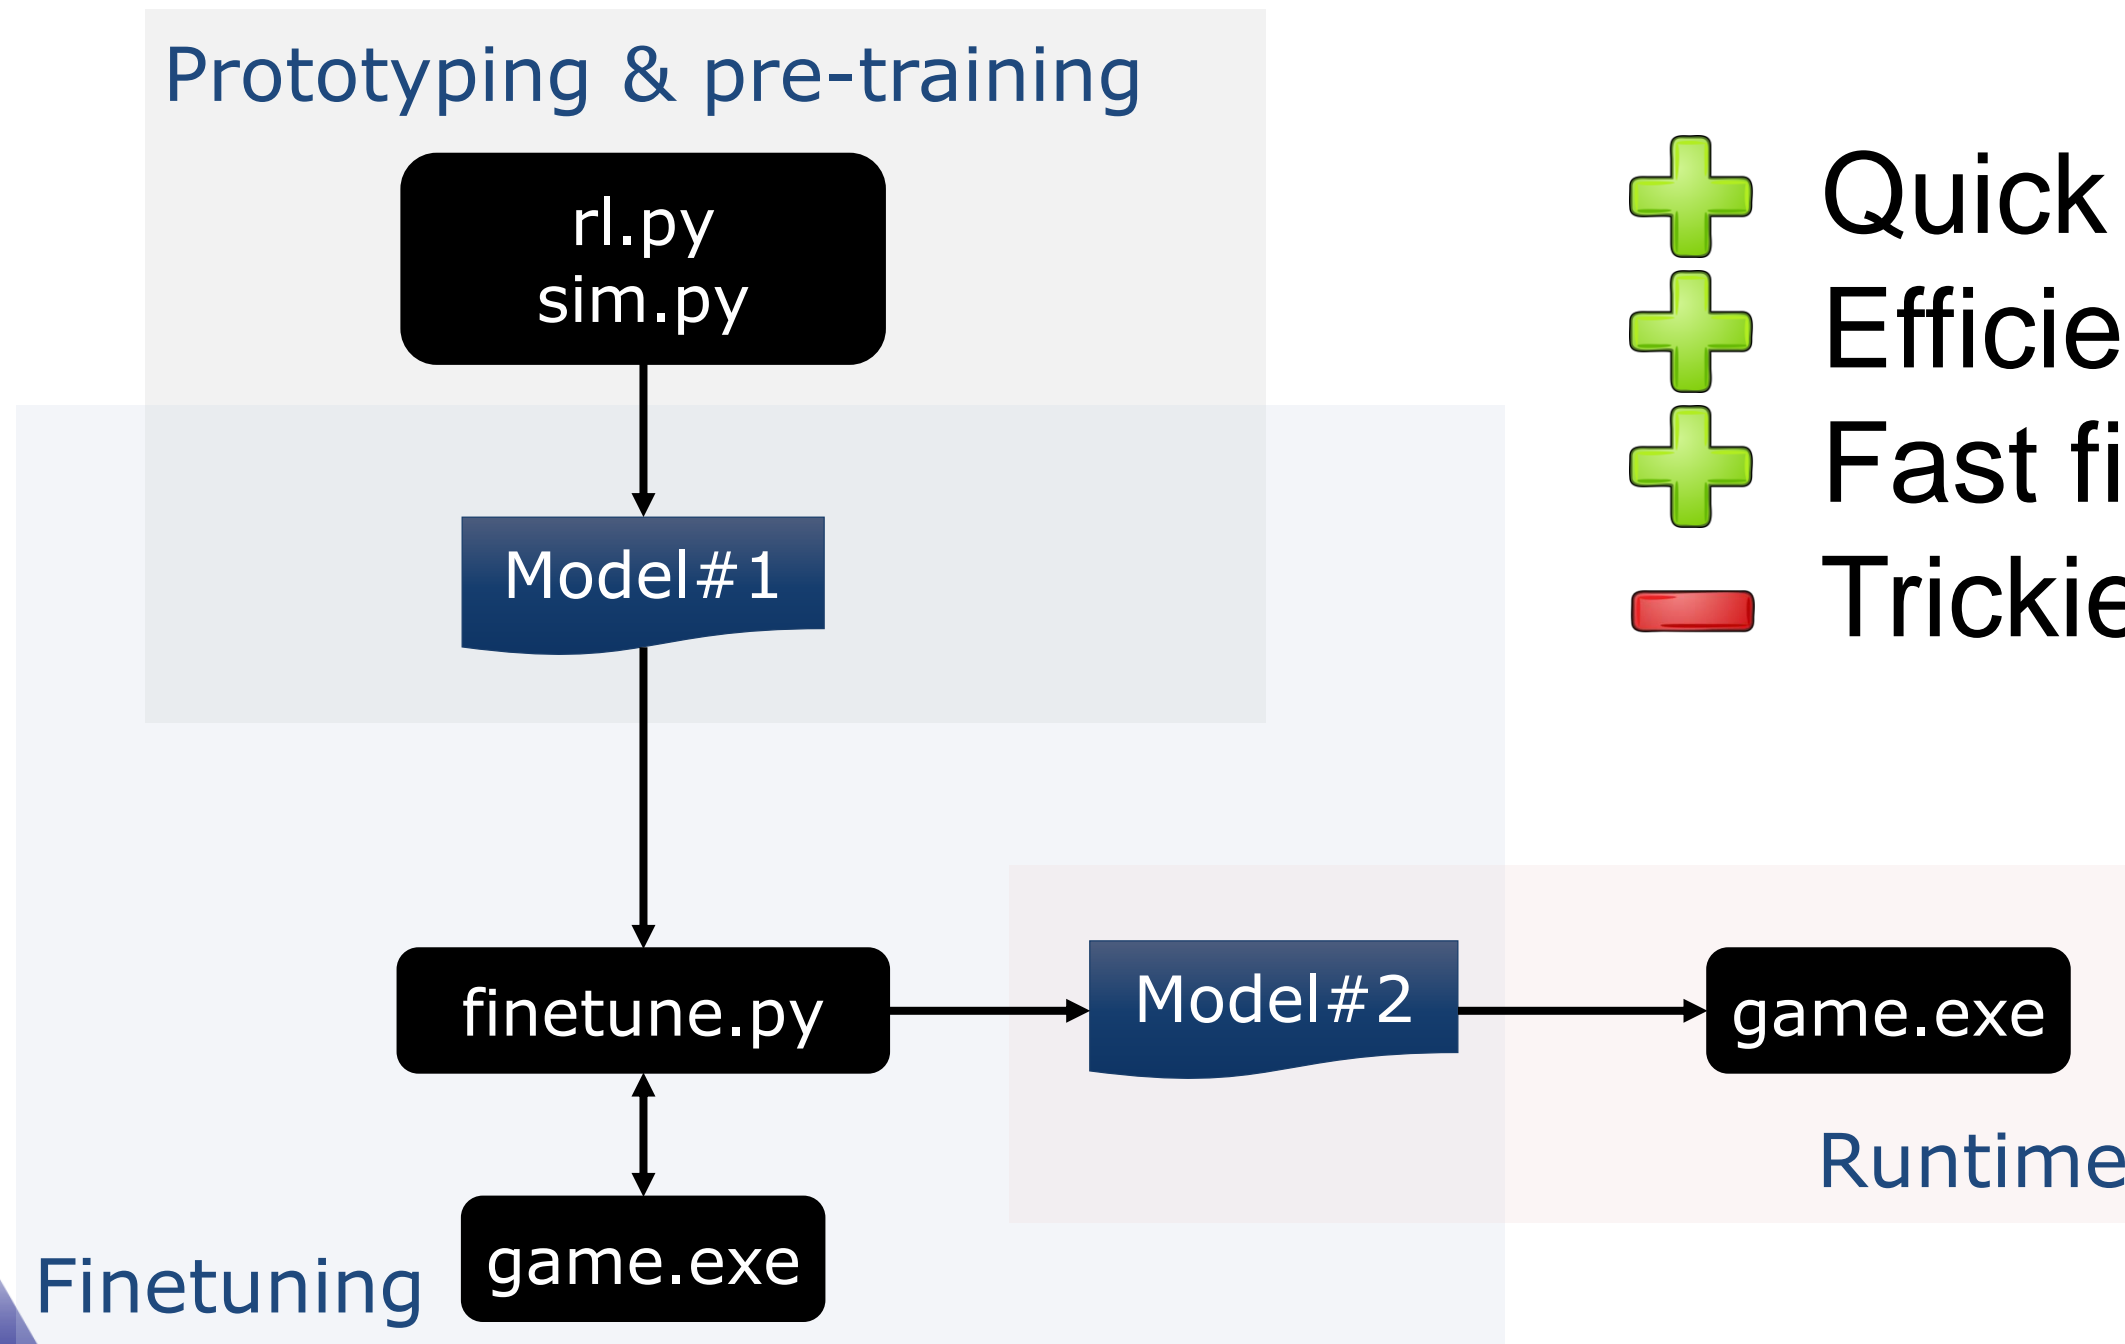 Prototyping & pre-training
rl.py
sim.py
Model#1
finetune.py
game.exe
Finetuning
Model#2
game.exe
Runtime
Quick